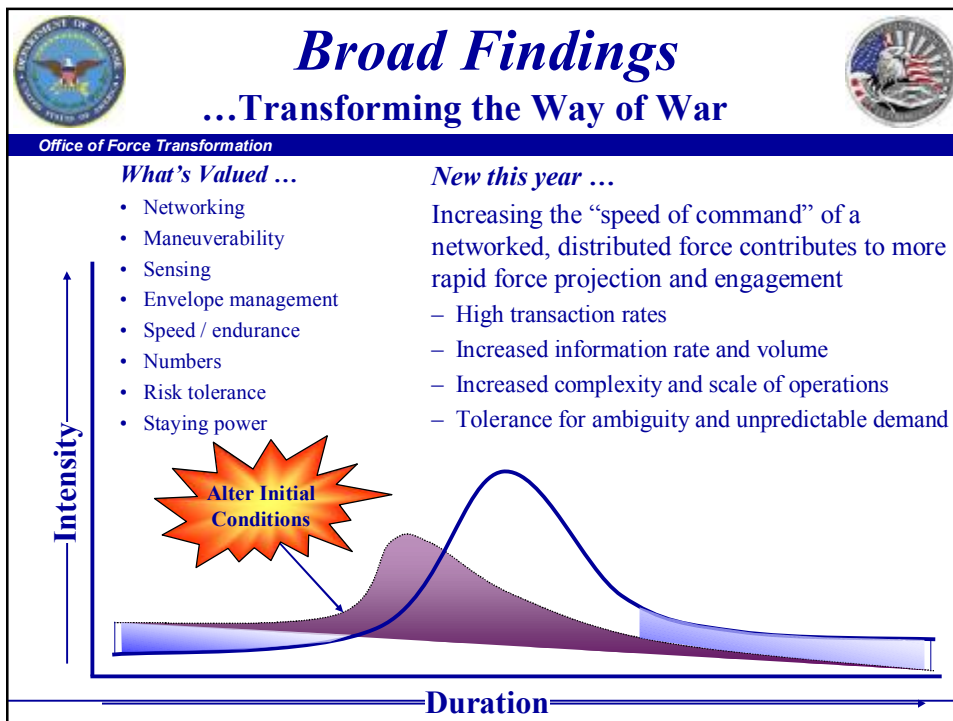 Broad Findings
…Transforming the Way of War
Office of Force Transformation
What's Valued …
• Networking
• Maneuverability
• Sensing
• Envelope management
• Speed / endurance
• Numbers
• Risk tolerance
• Staying power
New this year …
Increasing the “speed of command” of a
networked, distributed force contributes to more
rapid force projection and engagement
– High transaction rates
– Increased information rate and volume
– Increased complexity and scale of operations
– Tolerance for ambiguity and unpredictable demand
Alter Initial
Conditions
Intensity
Duration